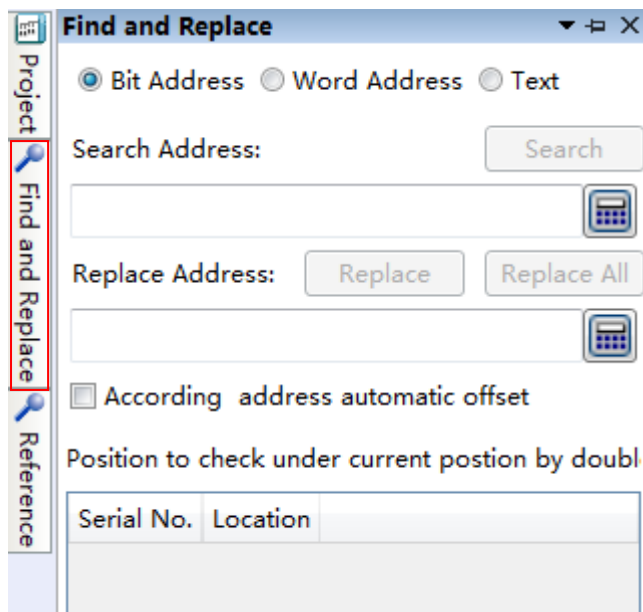 Find and Replace
Project
Find and Replace
Reference
Bit Address Word Address Text
Search Address: Search
Replace Address: Replace Replace All
According address automatic offset
Position to check under current postion by doubl
Serial No. Location